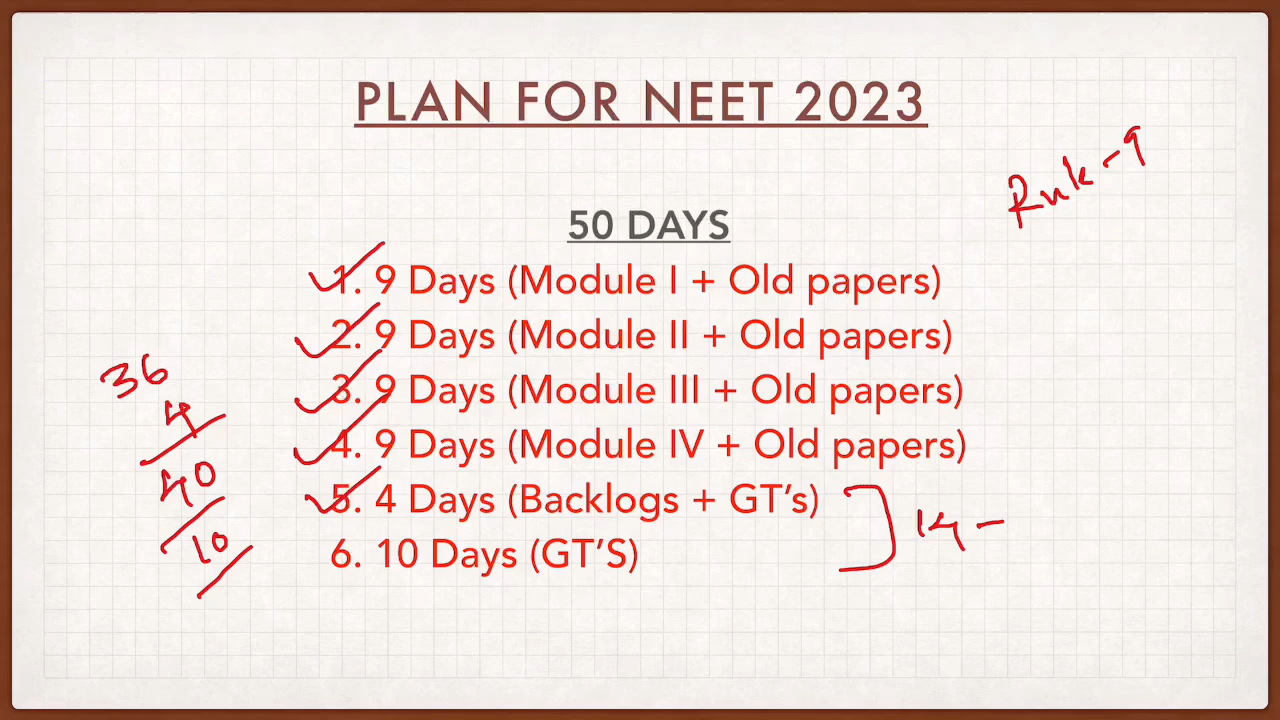 PLAN FOR NEET 2023
Rnk - 9
50 DAYS
1. 9 Days (Module I + Old papers)
2. 9 Days (Module II + Old papers)
3. 9 Days (Module III + Old papers)
4. 9 Days (Module IV + Old papers)
5. 4 Days (Backlogs + GT’s)
6. 10 Days (GT’S)
36
4
40
10
14 -